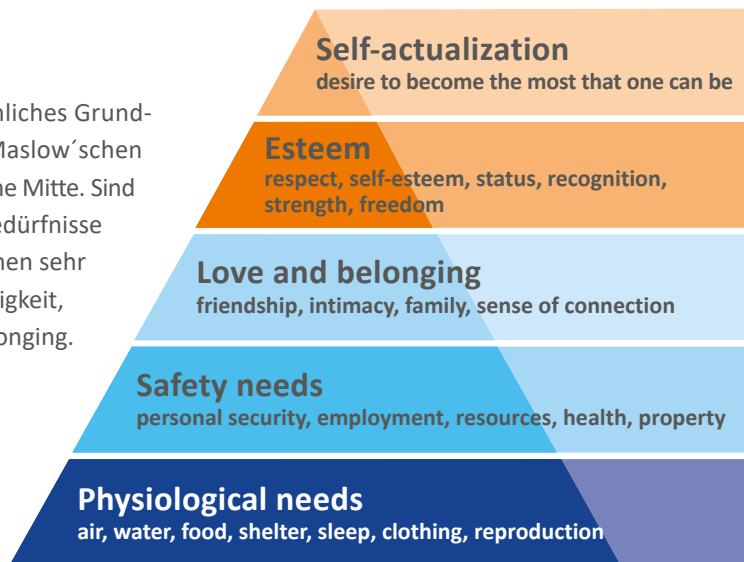 Self-actualization
desire to become the most that one can be
Esteem
respect, self-esteem, status, recognition,
strength, freedom
Love and belonging
friendship, intimacy, family, sense of connection
Safety needs
personal security, employment, resources, health, property
Physiological needs
air, water, food, shelter, sleep, clothing, reproduction
nliches Grund-
Maslow´schen
ne Mitte. Sind
edürfnisse
nen sehr
igkeit,
onging.